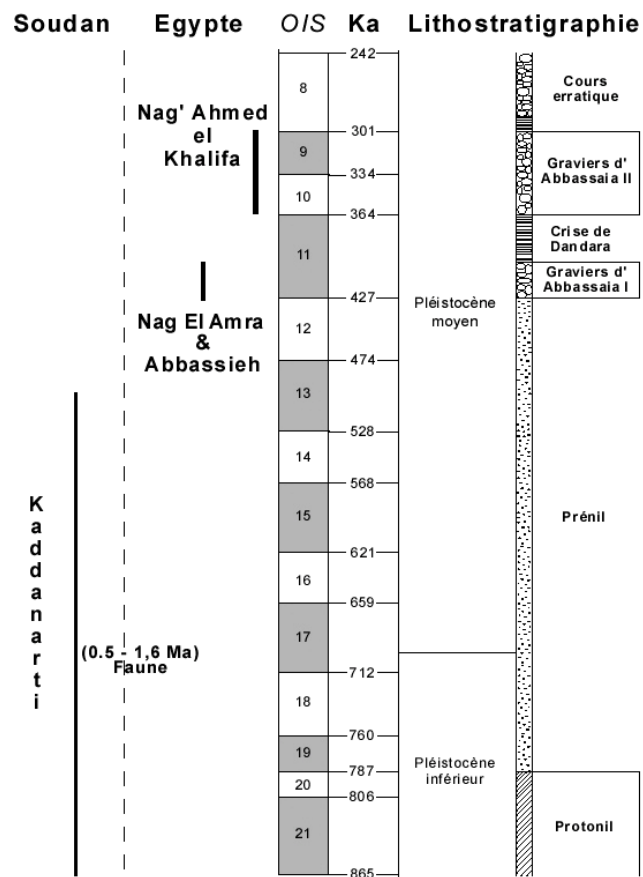 Soudan Egypte OIS Ka Lithostratigraphie
242
8
Cours
erratique
Nag' Ahmed
el
Khalifa
301
9
334
Graviers d'
Abbassaia II
10
364
11
Crise de
Dandara
Graviers d'
Abbassaia I
427
Pléistocène
moyen
Nag El Amra
&
Abbassieh
12
474
13
528
14
568
K
a
d
d
a
n
a
r
t
i
15
Prénil
621
16
659
17
(0.5 - 1,6 Ma)
Faune
712
18
760
19
Pléistocène
inférieur
787
20
806
21
Protonil
865